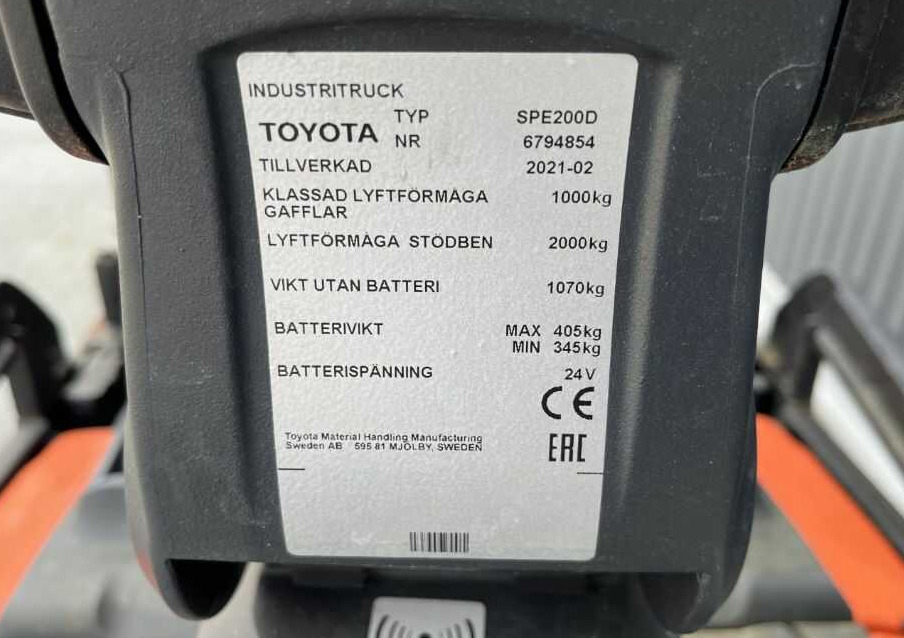 INDUSTRITRUCK
TOYOTA TYP SPE200D
NR 6794854
TILLVERKAD 2021-02
KLASSAD LYFTFÖRMÅGA 1000kg
GAFFLAR
LYFTFÖRMÅGA STÖDBEN 2000kg
VIKT UTAN BATTERI 1070kg
BATTERIVIKT MAX 405kg
MIN 345kg
BATTERISPÄNNING 24V
CE
Toyota Material Handling Manufacturing
Sweden AB 595 81 MJÖLBY, SWEDEN
EAC